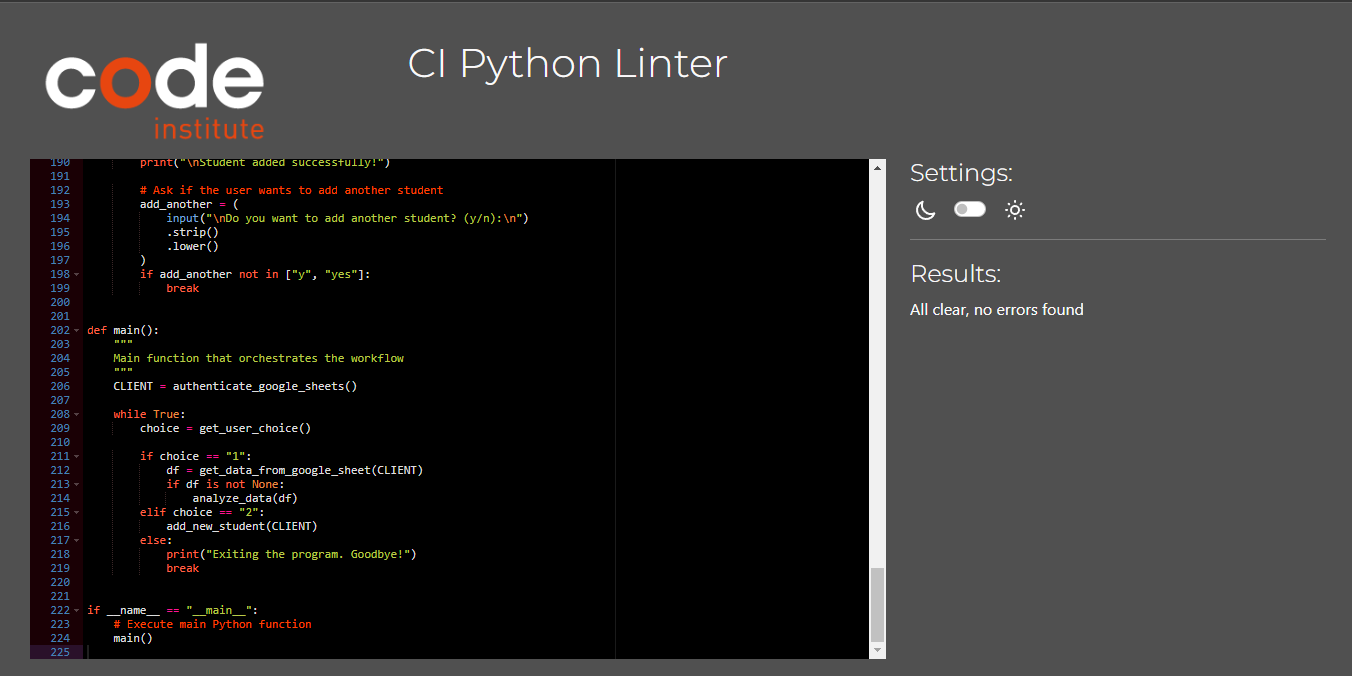 code
institute
CI Python Linter
190 print("\nStudent added successfully!")
191
192 # Ask if the user wants to add another student
193 add_another = (
194 input("\nDo you want to add another student? (y/n):\n")
195 .strip()
196 .lower()
197 )
198 if add_another not in ["y", "yes"]:
199 break
200
201
202 def main():
203 """
204 Main function that orchestrates the workflow
205 """
206 CLIENT = authenticate_google_sheets()
207
208 while True:
209 choice = get_user_choice()
210
211 if choice == "1":
212 df = get_data_from_google_sheet(CLIENT)
213 if df is not None:
214 analyze_data(df)
215 elif choice == "2":
216 add_new_student(CLIENT)
217 else:
218 print("Exiting the program. Goodbye!")
219 break
220
221
222 if __name__ == "__main__":
223 # Execute main Python function
224 main()
225
Settings:
Results:
All clear, no errors found